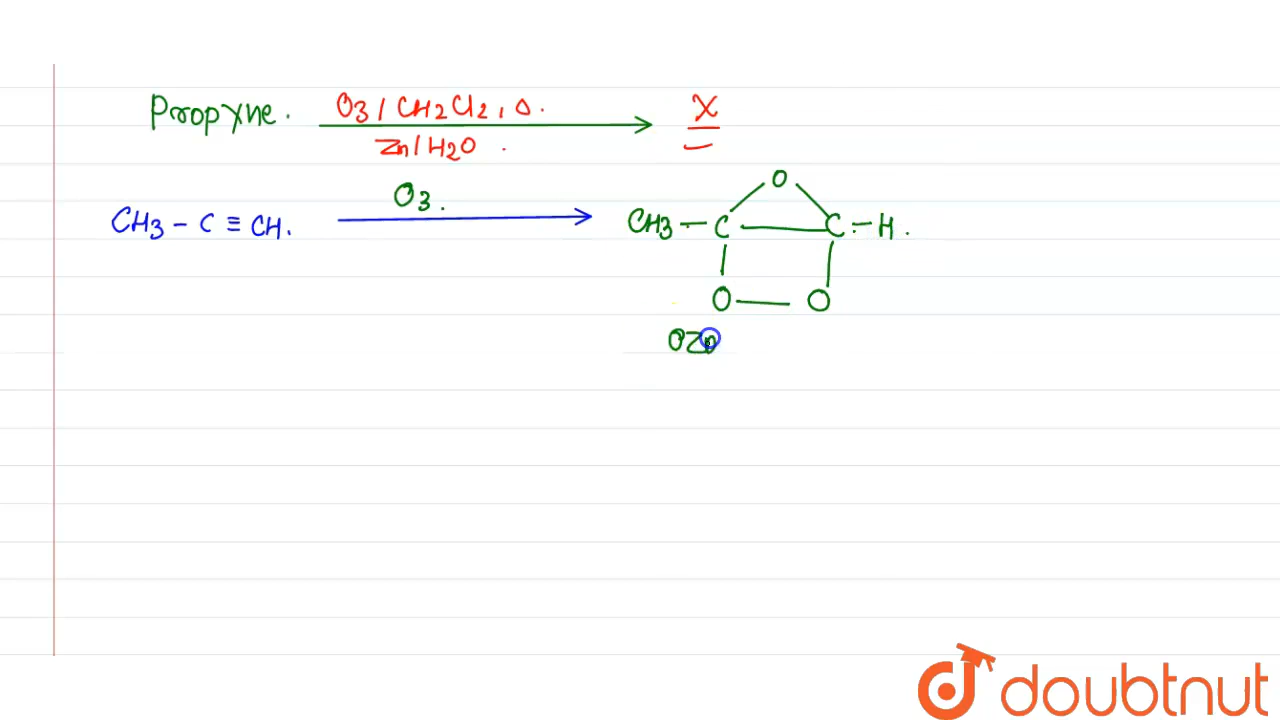 Propyne. O3 / CH2Cl2, Δ. X
Zn / H2O .
CH3 - C ≡ CH. O3. CH3 - C C - H.
O
O O
OZO
doubtnut